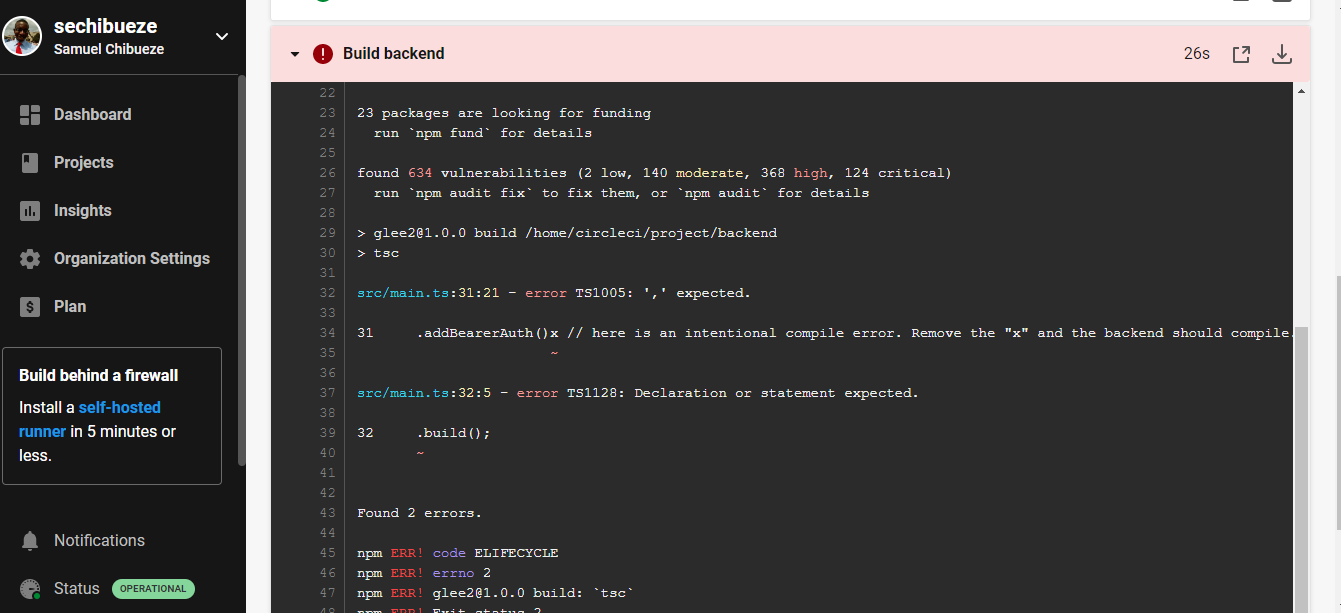 sechibueze
Samuel Chibueze
Dashboard
Projects
Insights
Organization Settings
Plan
Build behind a firewall
Install a self-hosted
runner in 5 minutes or
less.
Notifications
Status OPERATIONAL
Build backend 26s
22
23 23 packages are looking for funding
24 run `npm fund` for details
25
26 found 634 vulnerabilities (2 low, 140 moderate, 368 high, 124 critical)
27 run `npm audit fix` to fix them, or `npm audit` for details
28
29 > glee2@1.0.0 build /home/circleci/project/backend
30 > tsc
31
32 src/main.ts:31:21 - error TS1005: ',' expected.
33
34 31 .addBearerAuth()x // here is an intentional compile error. Remove the "x" and the backend should compile.
35 ~
36
37 src/main.ts:32:5 - error TS1128: Declaration or statement expected.
38
39 32 .build();
40 ~
41
42
43 Found 2 errors.
44
45 npm ERR! code ELIFECYCLE
46 npm ERR! errno 2
47 npm ERR! glee2@1.0.0 build: `tsc`
48 npm ERR! Exit status 2